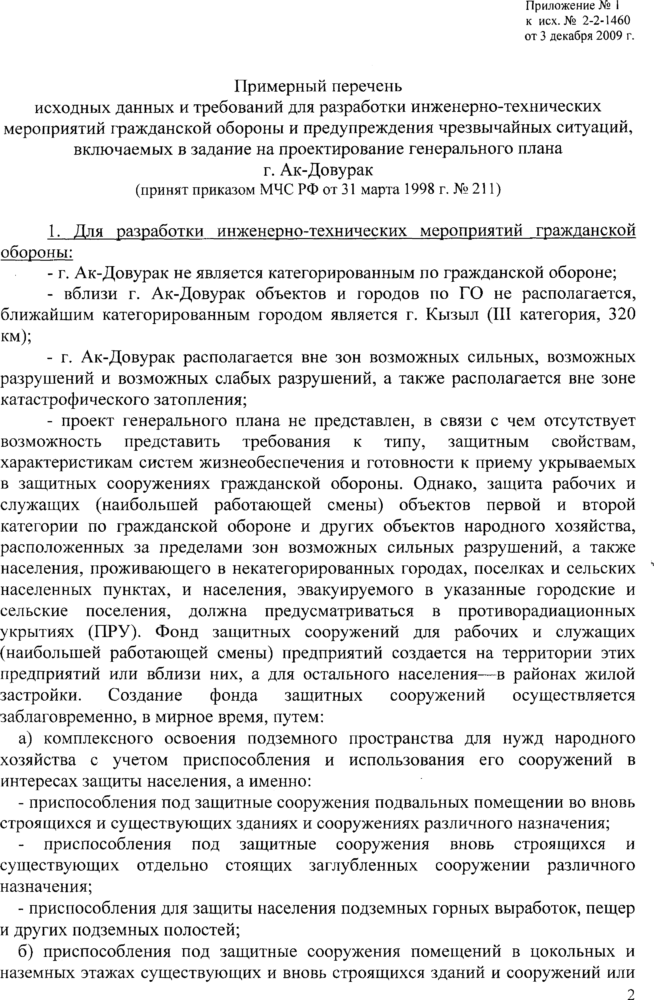 Приложение № 1
к исх. № 2-2-1460
от 3 декабря 2009 г.
Примерный перечень
исходных данных и требований для разработки инженерно-технических
мероприятий гражданской обороны и предупреждения чрезвычайных ситуаций,
включаемых в задание на проектирование генерального плана
г. Ак-Довурак
(принят приказом МЧС РФ от 31 марта 1998 г. № 211)
1. Для разработки инженерно-технических мероприятий гражданской
обороны:
- г. Ак-Довурак не является категорированным по гражданской обороне;
- вблизи г. Ак-Довурак объектов и городов по ГО не располагается,
ближайшим категорированным городом является г. Кызыл (III категория, 320
км);
- г. Ак-Довурак располагается вне зон возможных сильных, возможных
разрушений и возможных слабых разрушений, а также располагается вне зоне
катастрофического затопления;
- проект генерального плана не представлен, в связи с чем отсутствует
возможность представить требования к типу, защитным свойствам,
характеристикам систем жизнеобеспечения и готовности к приему укрываемых
в защитных сооружениях гражданской обороны. Однако, защита рабочих и
служащих (наибольшей работающей смены) объектов первой и второй
категории по гражданской обороне и других объектов народного хозяйства,
расположенных за пределами зон возможных сильных разрушений, а также
населения, проживающего в некатегорированных городах, поселках и сельских
населенных пунктах, и населения, эвакуируемого в указанные городские и
сельские поселения, должна предусматриваться в противорадиационных
укрытиях (ПРУ). Фонд защитных сооружений для рабочих и служащих
(наибольшей работающей смены) предприятий создается на территории этих
предприятий или вблизи них, а для остального населения—в районах жилой
застройки. Создание фонда защитных сооружений осуществляется
заблаговременно, в мирное время, путем:
а) комплексного освоения подземного пространства для нужд народного
хозяйства с учетом приспособления и использования его сооружений в
интересах защиты населения, а именно:
- приспособления под защитные сооружения подвальных помещении во вновь
строящихся и существующих зданиях и сооружениях различного назначения;
- приспособления под защитные сооружения вновь строящихся и
существующих отдельно стоящих заглубленных сооружении различного
назначения;
- приспособления для защиты населения подземных горных выработок, пещер
и других подземных полостей;
б) приспособления под защитные сооружения помещений в цокольных и
наземных этажах существующих и вновь строящихся зданий и сооружений или
2